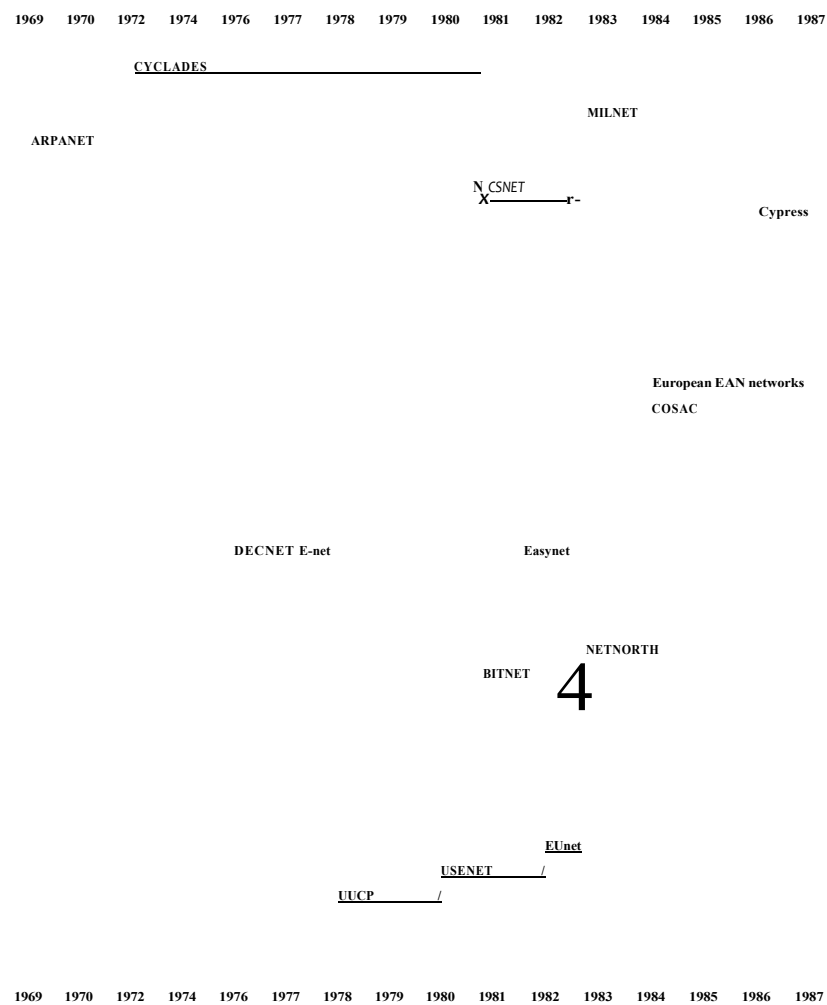 1969 1970 1972 1974 1976 1977 1978 1979 1980 1981 1982 1983 1984 1985 1986 1987
CYCLADES
MILNET
ARPANET
N CSNET
X r-
Cypress
European EAN networks
COSAC
DECNET E-net Easynet
NETNORTH
BITNET 4
EUnet
USENET /
UUCP /
1969 1970 1972 1974 1976 1977 1978 1979 1980 1981 1982 1983 1984 1985 1986 1987